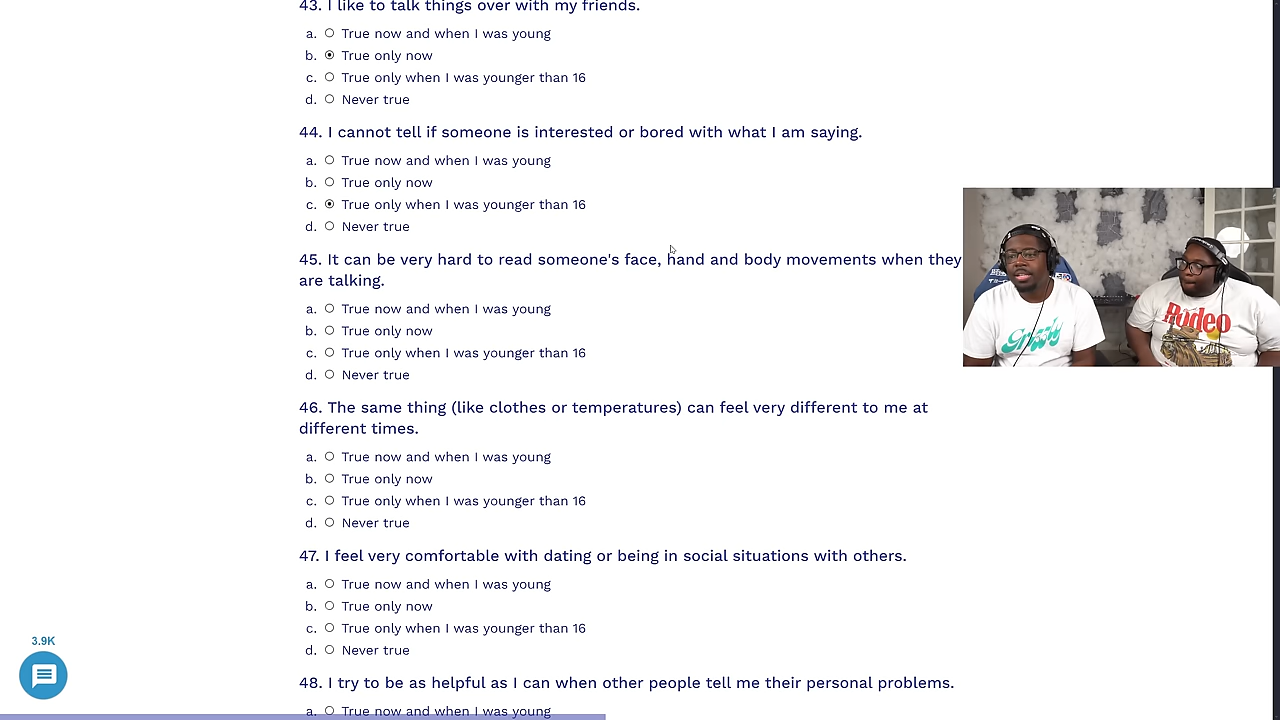 43. I like to talk things over with my friends.
a. True now and when I was young
b. True only now
c. True only when I was younger than 16
d. Never true
44. I cannot tell if someone is interested or bored with what I am saying.
a. True now and when I was young
b. True only now
c. True only when I was younger than 16
d. Never true
45. It can be very hard to read someone's face, hand and body movements when they
are talking.
a. True now and when I was young
b. True only now
c. True only when I was younger than 16
d. Never true
46. The same thing (like clothes or temperatures) can feel very different to me at
different times.
a. True now and when I was young
b. True only now
c. True only when I was younger than 16
d. Never true
47. I feel very comfortable with dating or being in social situations with others.
a. True now and when I was young
b. True only now
c. True only when I was younger than 16
d. Never true
48. I try to be as helpful as I can when other people tell me their personal problems.
a. True now and when I was young
3.9K
Grizzly
Rodeo